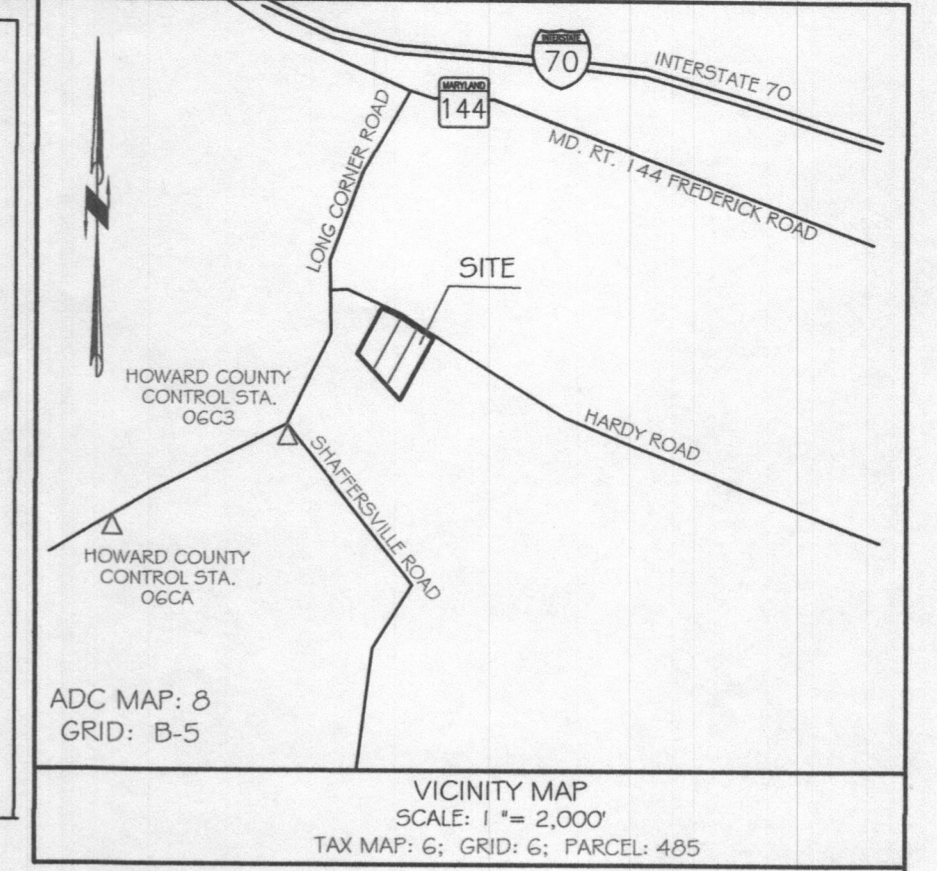 INTERSTATE
70
INTERSTATE 70
MARYLAND
144
MD. RT. 144 FREDERICK ROAD
LONG CORNER ROAD
SITE
HOWARD COUNTY
CONTROL STA.
06C3
HARDY ROAD
SHAFFERSVILLE ROAD
HOWARD COUNTY
CONTROL STA.
06CA
ADC MAP: 8
GRID: B-5
VICINITY MAP
SCALE: 1 "= 2,000'
TAX MAP: 6; GRID: 6; PARCEL: 485